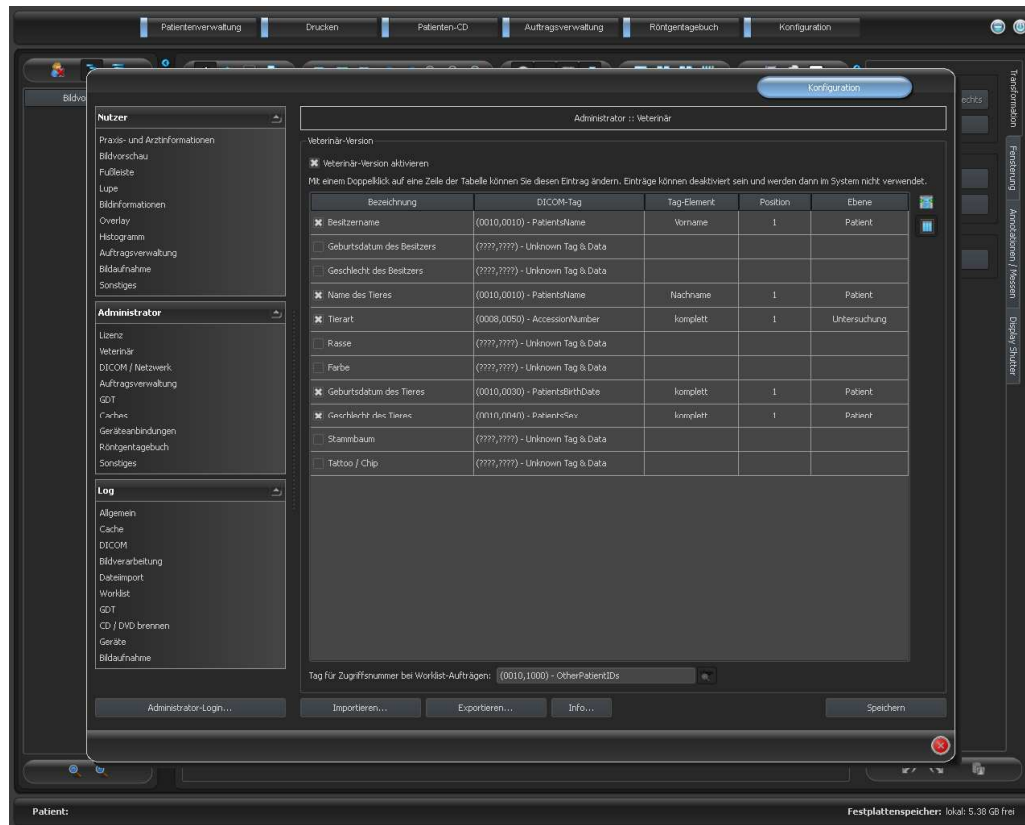 Patientenverwaltung
Drucken
Patienten-CD
Auftragsverwaltung
Röntgentagebuch
Konfiguration
Bildvo
echts
Transformation
Fensterung
Annotationen / Messen
Display Shutter
Konfiguration
Nutzer
Praxis- und Arztinformationen
Bildvorschau
Fußleiste
Lupe
Bildinformationen
Overlay
Histogramm
Auftragsverwaltung
Bildaufnahme
Sonstiges
Administrator
Lizenz
Veterinär
DICOM / Netzwerk
Auftragsverwaltung
GDT
Caches
Geräteanbindungen
Röntgentagebuch
Sonstiges
Log
Allgemein
Cache
DICOM
Bildverarbeitung
Dateiimport
Worklist
GDT
CD / DVD brennen
Geräte
Bildaufnahme
Administrator-Login...
Administrator :: Veterinär
Veterinär-Version
Veterinär-Version aktivieren
Mit einem Doppelklick auf eine Zeile der Tabelle können Sie diesen Eintrag ändern. Einträge können deaktiviert sein und werden dann im System nicht verwendet.
Bezeichnung DICOM-Tag Tag-Element Position Ebene
Besitzername (0010,0010) - PatientsName Vorname 1 Patient
Geburtsdatum des Besitzers (????,????) - Unknown Tag & Data
Geschlecht des Besitzers (????,????) - Unknown Tag & Data
Name des Tieres (0010,0010) - PatientsName Nachname 1 Patient
Tierart (0008,0050) - AccessionNumber komplett 1 Untersuchung
Rasse (????,????) - Unknown Tag & Data
Farbe (????,????) - Unknown Tag & Data
Geburtsdatum des Tieres (0010,0030) - PatientsBirthDate komplett 1 Patient
Geschlecht des Tieres (0010,0040) - PatientsSex komplett 1 Patient
Stammbaum (????,????) - Unknown Tag & Data
Tattoo / Chip (????,????) - Unknown Tag & Data
Tag für Zugriffsnummer bei Worklist-Aufträgen: (0010,1000) - OtherPatientIDs
Importieren...
Exportieren...
Info...
Speichern
Patient:
Festplattenspeicher: lokal: 5.38 GB frei